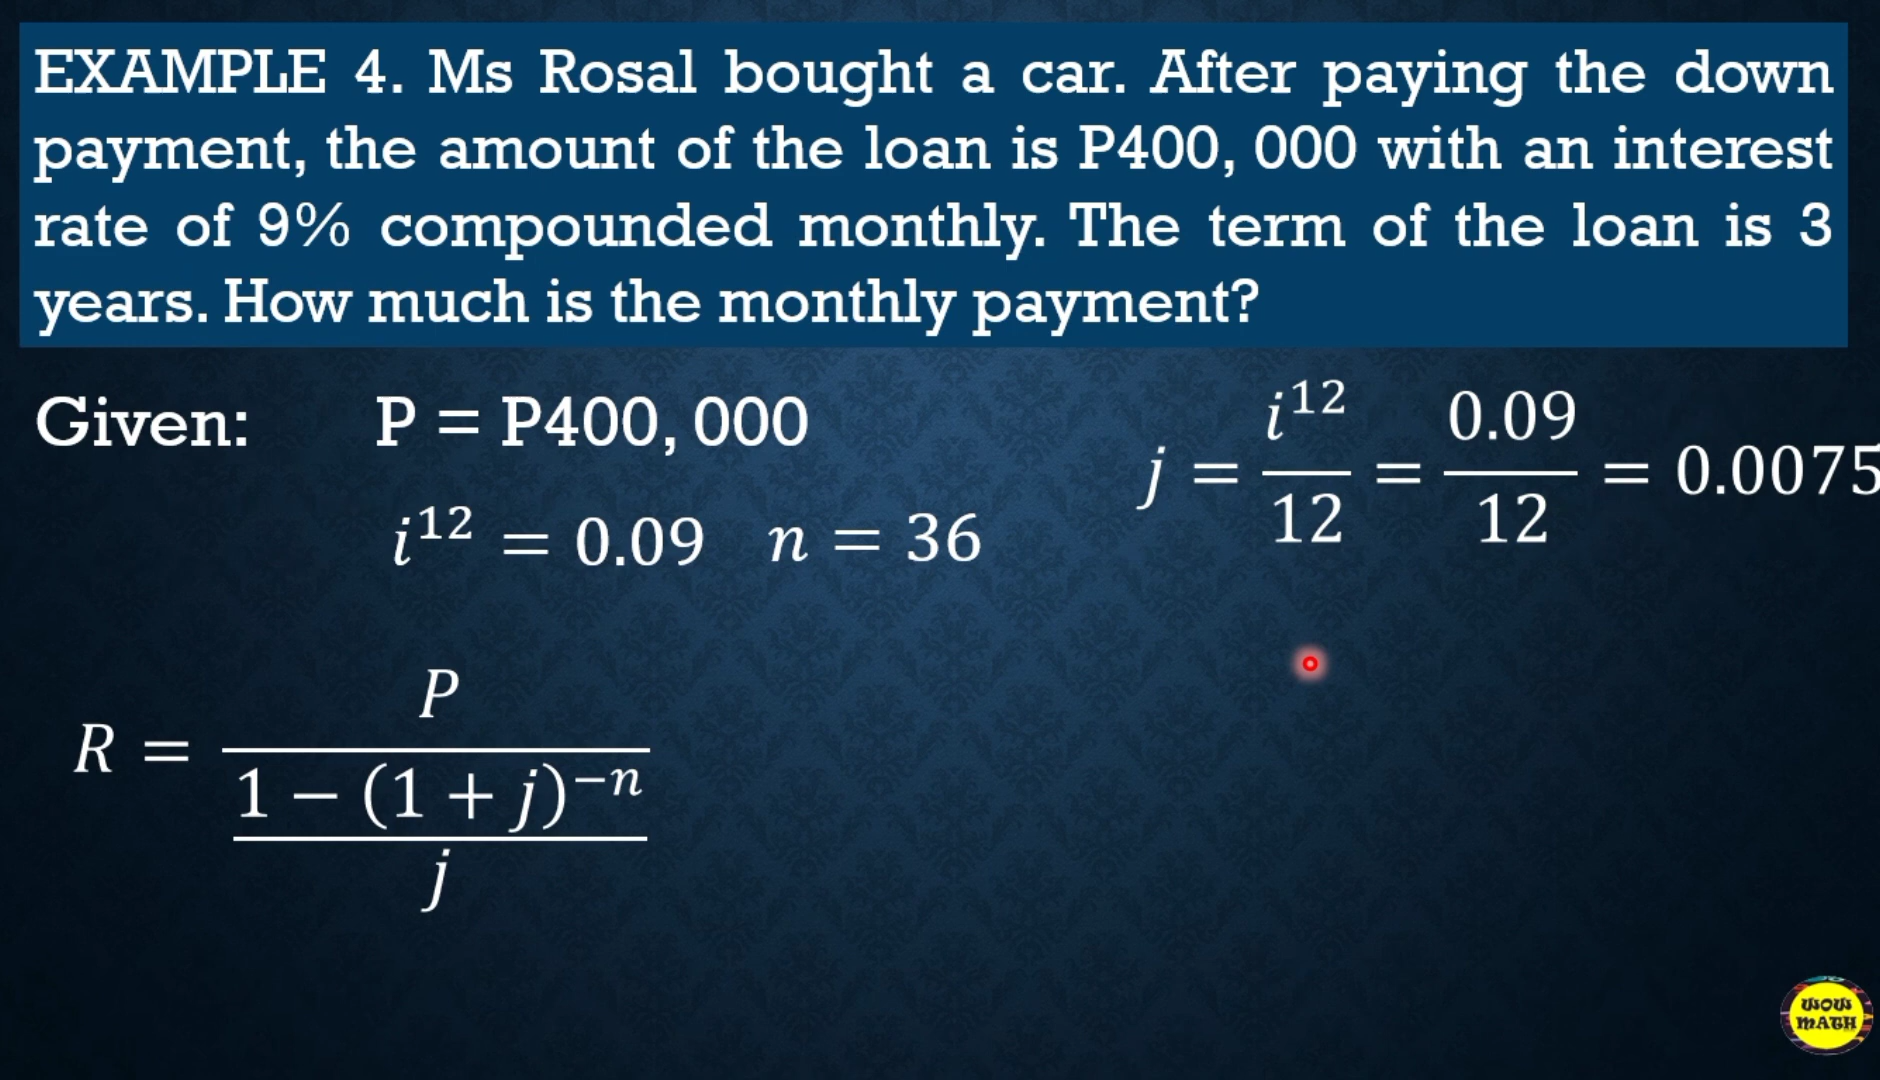 EXAMPLE 4. Ms Rosal bought a car. After paying the down
payment, the amount of the loan is P400, 000 with an interest
rate of 9% compounded monthly. The term of the loan is 3
years. How much is the monthly payment?
Given: P = P400, 000
j = i^12/12 = 0.09/12 = 0.0075
i^12 = 0.09 n = 36
R = P / ((1 − (1 + j)^−n) / j)
WOW
MATH